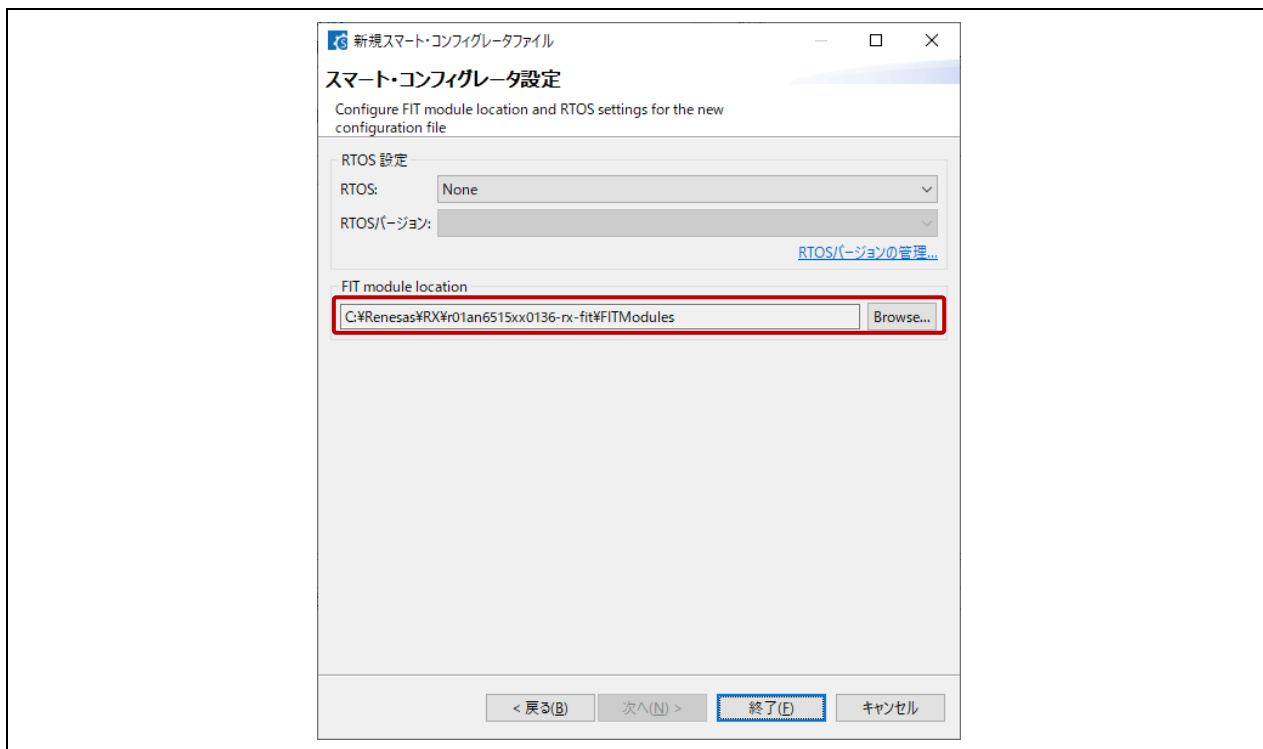 新規スマート・コンフィグレータファイル
スマート・コンフィグレータ設定
Configure FIT module location and RTOS settings for the new
configuration file
RTOS 設定
RTOS:
None
RTOSバージョン:
RTOSバージョンの管理...
FIT module location
C:¥Renesas¥RX¥r01an6515xx0136-rx-fit¥FITModules
Browse...
< 戻る(B)
次へ(N) >
終了(F)
キャンセル